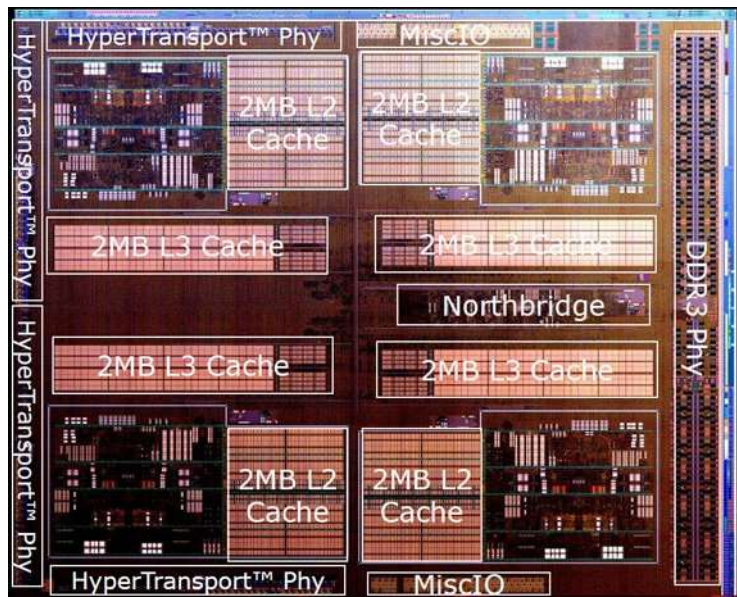 HyperTransport™ Phy
MiscIO
HyperTransport™ Phy
2MB L2
Cache
2MB L2
Cache
2MB L3 Cache
2MB L3 Cache
Northbridge
DDR3 Phy
HyperTransport™ Phy
2MB L3 Cache
2MB L3 Cache
2MB L2
Cache
2MB L2
Cache
HyperTransport™ Phy
MiscIO